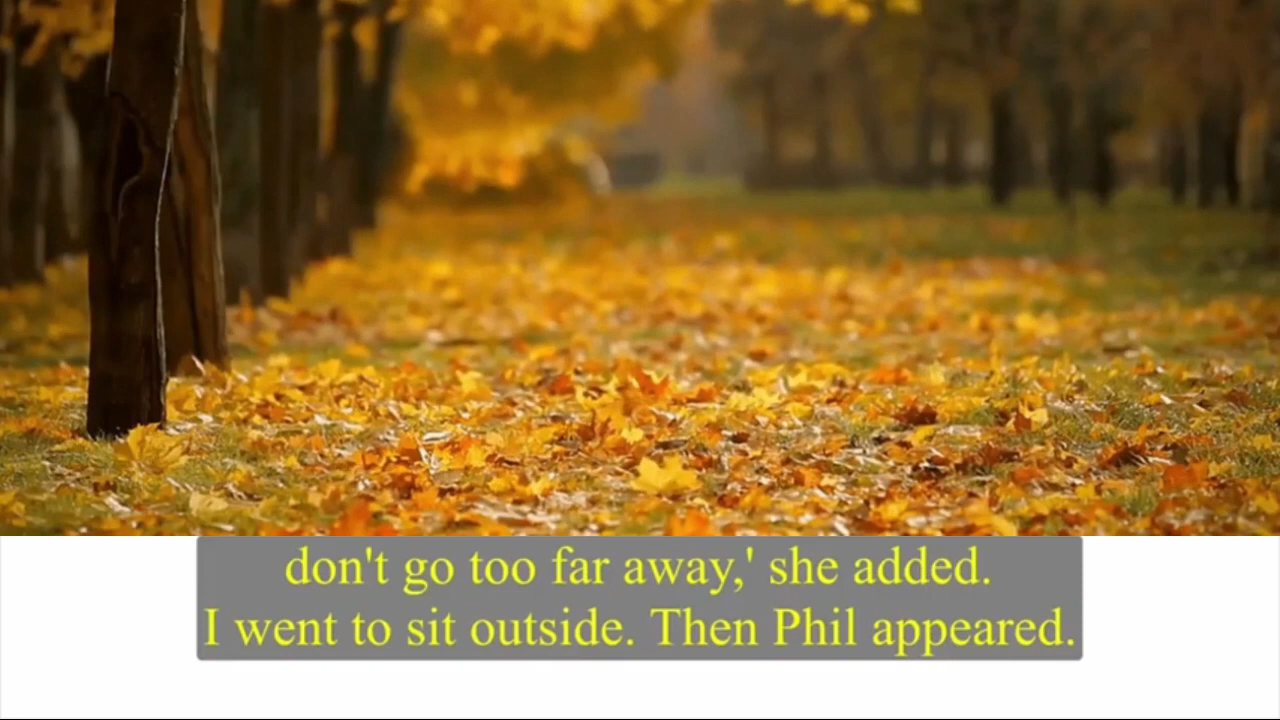 don't go too far away,' she added.
I went to sit outside. Then Phil appeared.